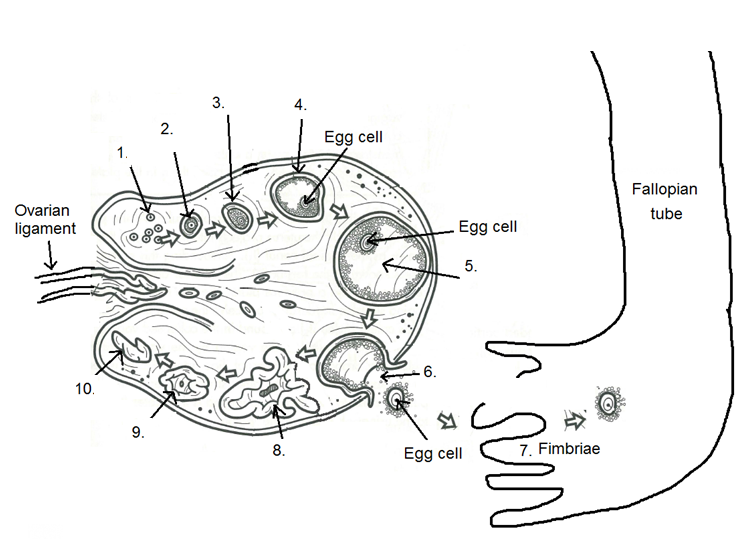 3.
4.
2.
Egg cell
1.
Fallopian
tube
Ovarian
ligament
Egg cell
5.
6.
10.
9.
8.
Egg cell
7. Fimbriae